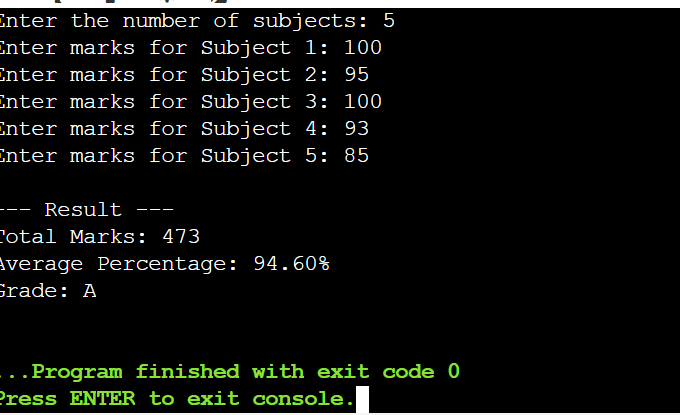 Enter the number of subjects: 5
Enter marks for Subject 1: 100
Enter marks for Subject 2: 95
Enter marks for Subject 3: 100
Enter marks for Subject 4: 93
Enter marks for Subject 5: 85
--- Result ---
Total Marks: 473
Average Percentage: 94.60%
Grade: A
...Program finished with exit code 0
Press ENTER to exit console.